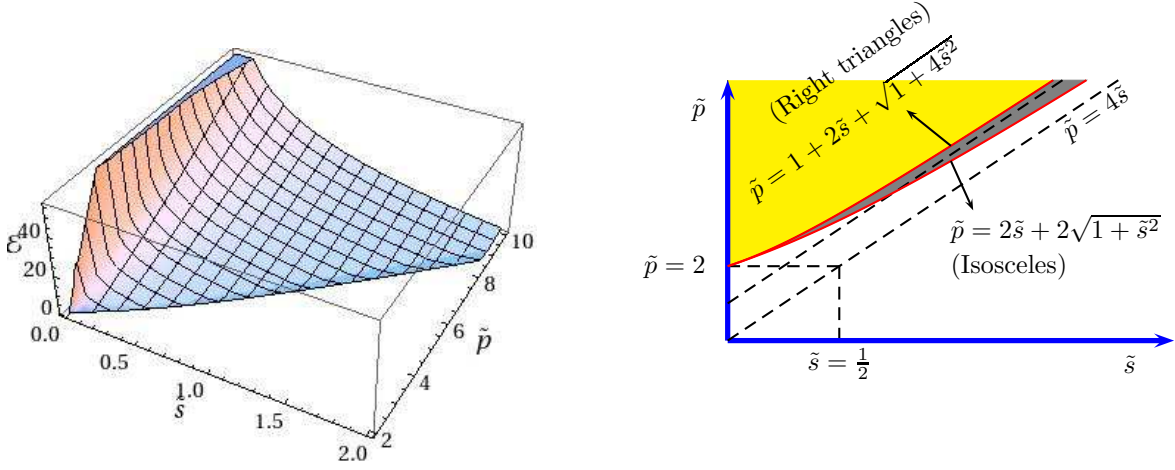 40
ℰ
20
0
0.0
0.5
1.0
s̃
1.5
2.0
2
4
6
p̃
8
10
(Right triangles)
p̃ = 1 + 2s̃ + √(1 + 4s̃²)
p̃
p̃ = 4s̃
p̃ = 2s̃ + 2√(1 + s̃²)
(Isosceles)
p̃ = 2
s̃ = 1/2
s̃